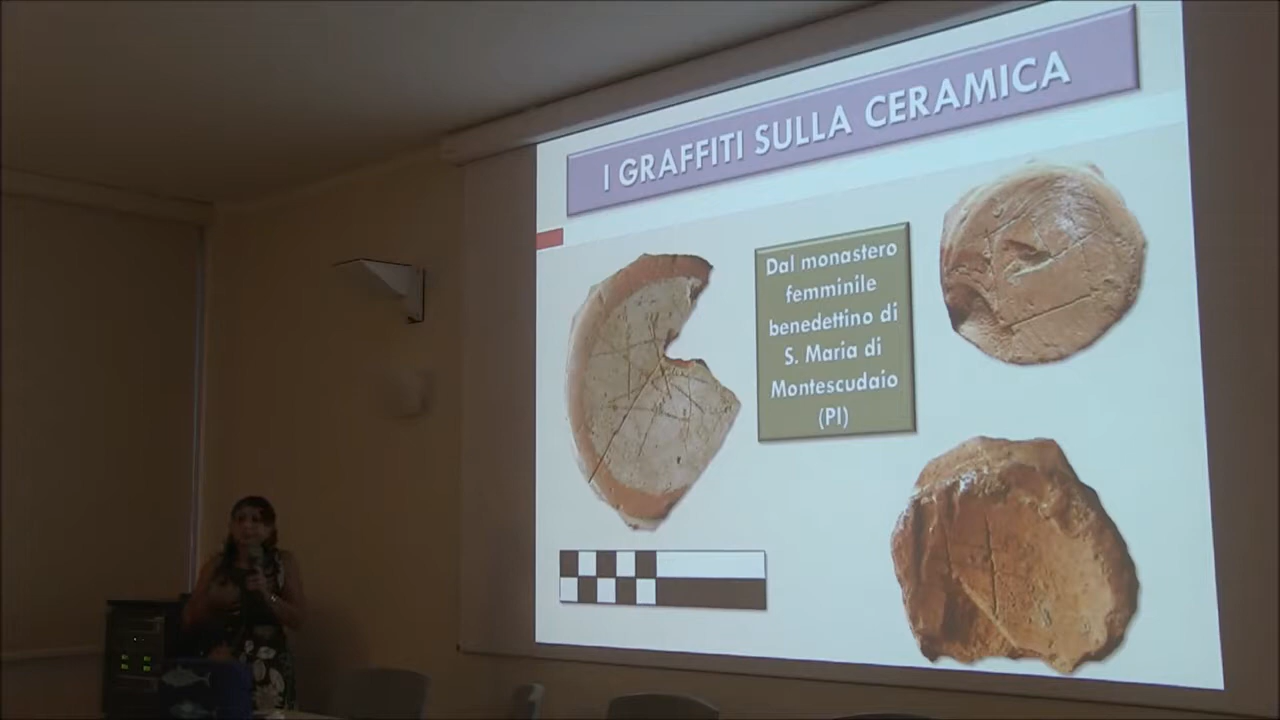 I GRAFFITI SULLA CERAMICA
Dal monastero
femminile
benedettino di
S. Maria di
Montescudaio
(PI)